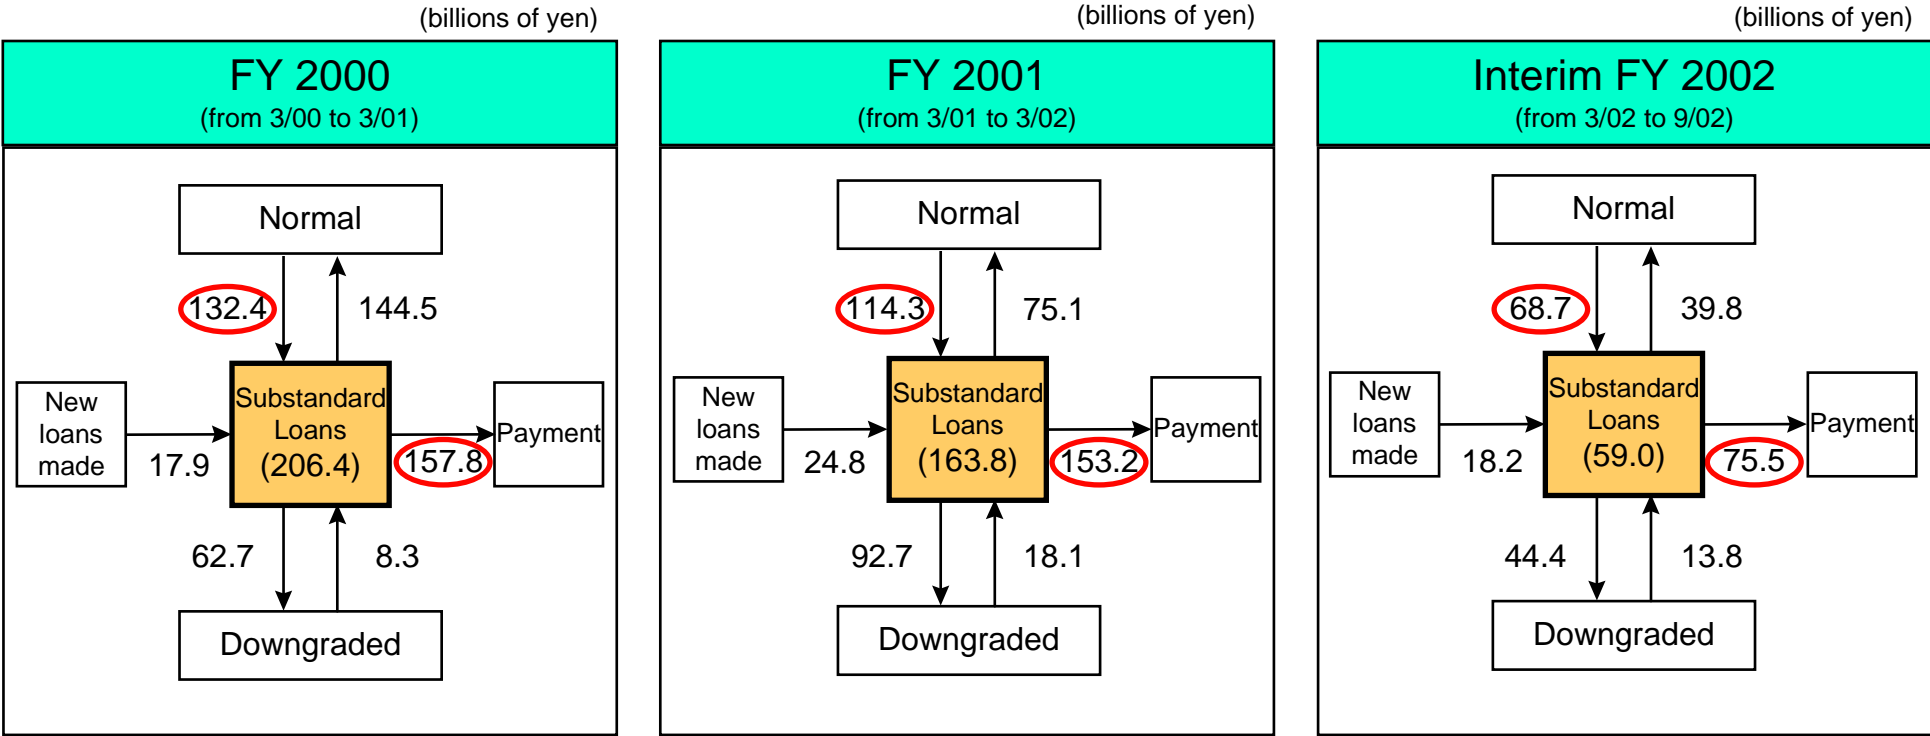 (billions of yen)
FY 2000
(from 3/00 to 3/01)
Normal
132.4
144.5
New
loans
made
17.9
Substandard
Loans
(206.4)
157.8
Payment
62.7
8.3
Downgraded
(billions of yen)
FY 2001
(from 3/01 to 3/02)
Normal
114.3
75.1
New
loans
made
24.8
Substandard
Loans
(163.8)
153.2
Payment
92.7
18.1
Downgraded
(billions of yen)
Interim FY 2002
(from 3/02 to 9/02)
Normal
68.7
39.8
New
loans
made
18.2
Substandard
Loans
(59.0)
75.5
Payment
44.4
13.8
Downgraded